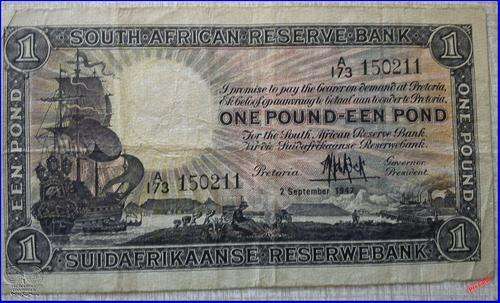 1 SOUTH AFRICAN RESERVE BANK 1
A/173 150211
I promise to pay the bearer on demand at Pretoria,
Ek beloof op aanvraag te betaal aan toonder te Pretoria,
ONE POUND-EEN POND
For the South African Reserve Bank.
Vir die Suidafrikaanse Reserwebank.
Pretoria
Governor
President.
2 September 1947
A/173 150211
EEN POND
ONE POUND
1 SUIDAFRIKAANSE RESERWEBANK 1